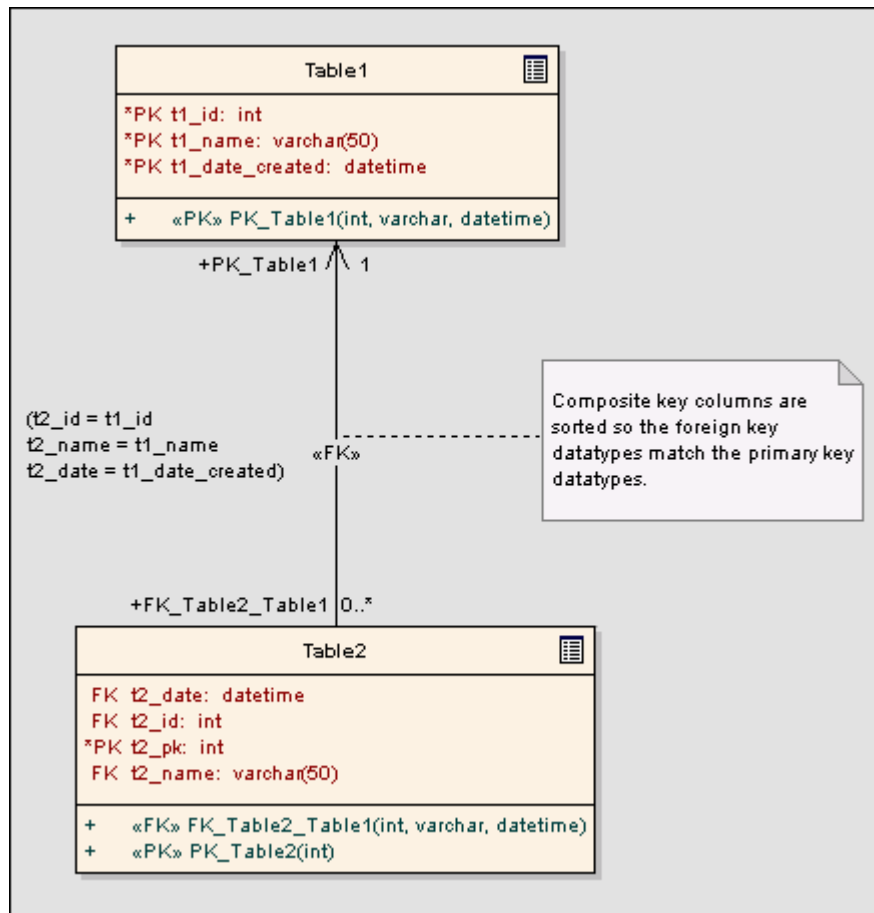 Table1
*PK t1_id: int
*PK t1_name: varchar(50)
*PK t1_date_created: datetime
+ «PK» PK_Table1(int, varchar, datetime)
+PK_Table1 1
(t2_id = t1_id
t2_name = t1_name
t2_date = t1_date_created)
«FK»
Composite key columns are
sorted so the foreign key
datatypes match the primary key
datatypes.
+FK_Table2_Table1 0..*
Table2
FK t2_date: datetime
FK t2_id: int
*PK t2_pk: int
FK t2_name: varchar(50)
+ «FK» FK_Table2_Table1(int, varchar, datetime)
+ «PK» PK_Table2(int)